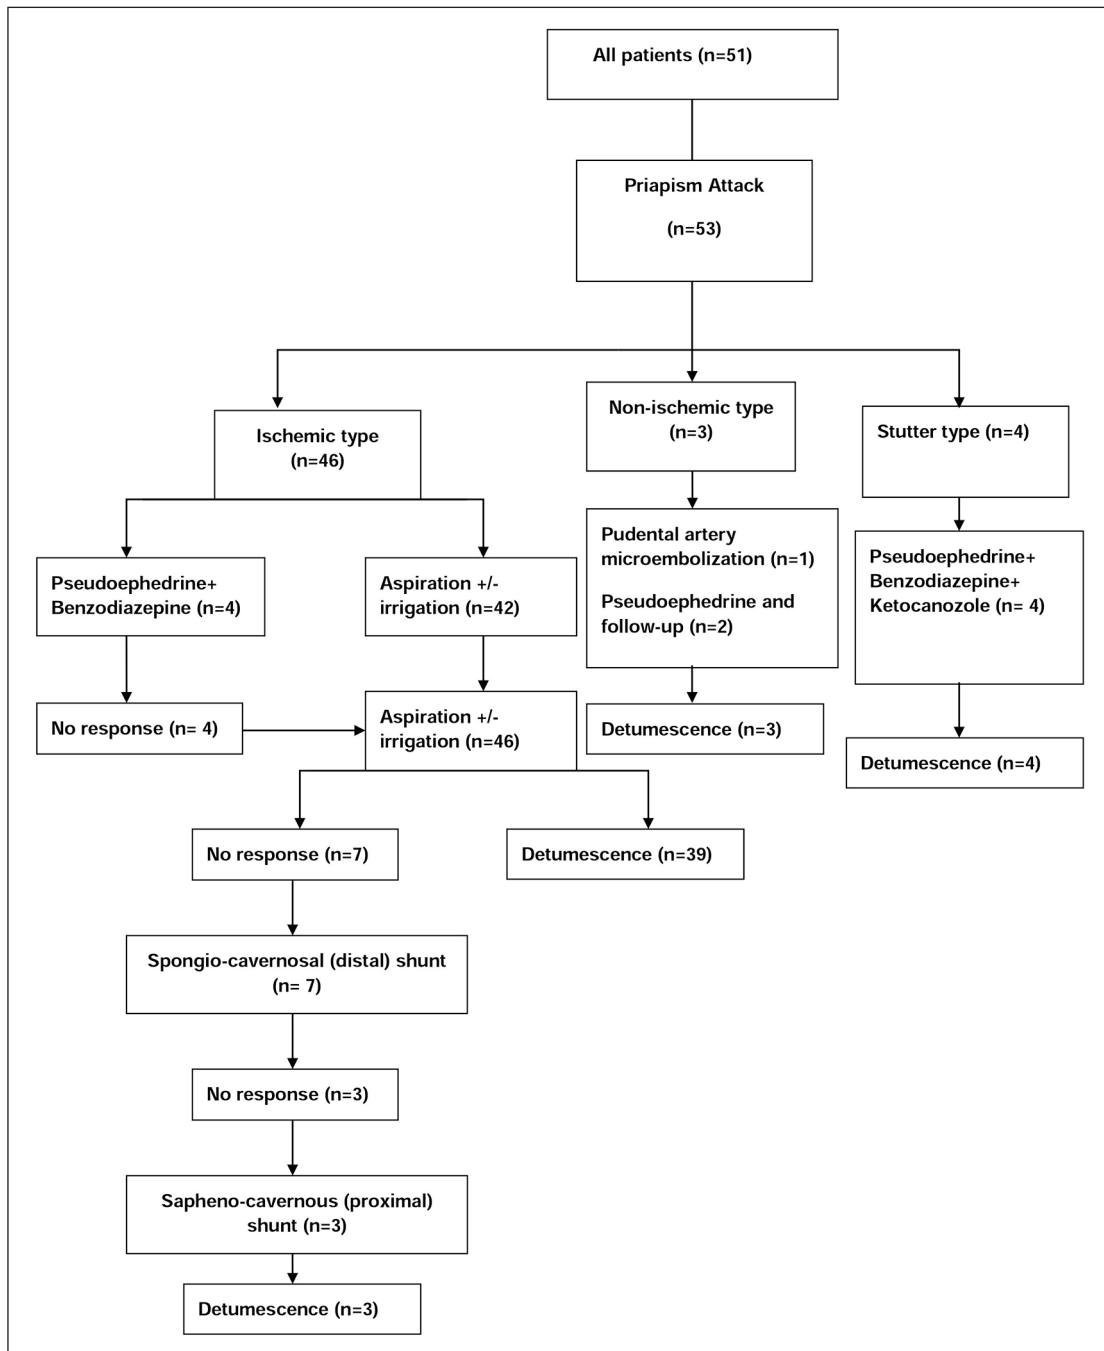 All patients (n=51)
Priapism Attack
(n=53)
Ischemic type
(n=46)
Non-ischemic type
(n=3)
Stutter type (n=4)
Pseudoephedrine+
Benzodiazepine (n=4)
Aspiration +/-
irrigation (n=42)
Pudental artery
microembolization (n=1)
Pseudoephedrine and
follow-up (n=2)
Pseudoephedrine+
Benzodiazepine+
Ketocanozole (n= 4)
No response (n= 4)
Aspiration +/-
irrigation (n=46)
Detumescence (n=3)
Detumescence (n=4)
No response (n=7)
Detumescence (n=39)
Spongio-cavernosal (distal) shunt
(n= 7)
No response (n=3)
Sapheno-cavernous (proximal)
shunt (n=3)
Detumescence (n=3)